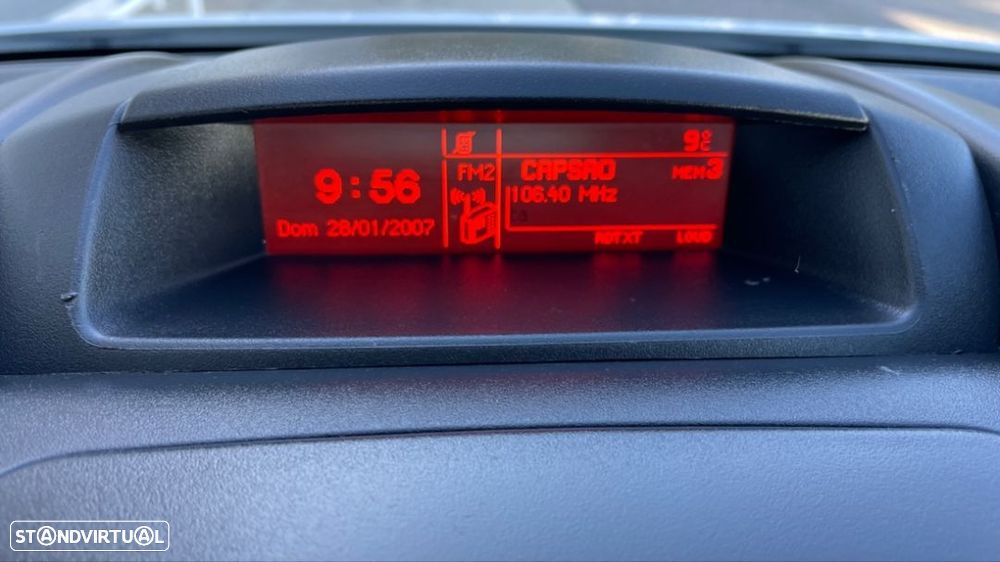 9:56
Dom 28/01/2007
FM2
9°C
CAPSAO
MEM3
106.40 MHz
RDTXT LOUD
STANDVIRTUAL